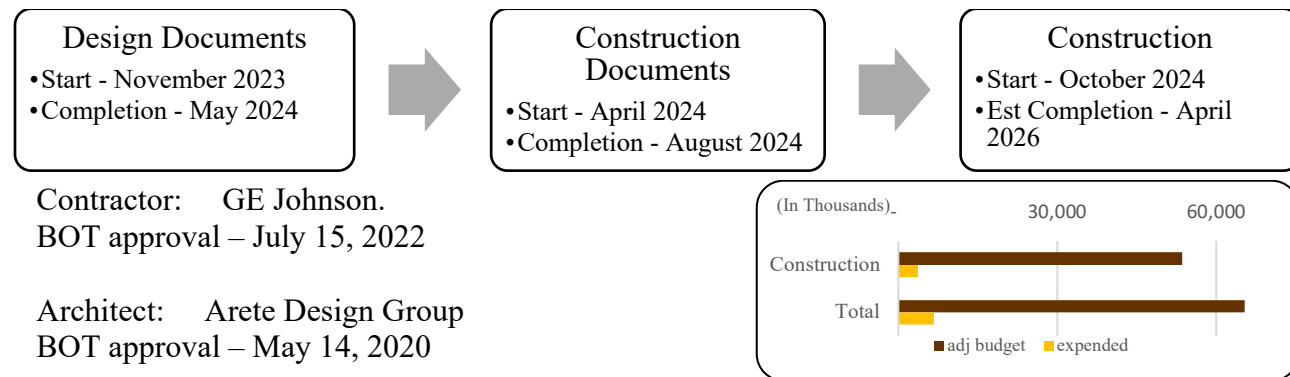 Design Documents
•Start - November 2023
•Completion - May 2024
Construction
Documents
•Start - April 2024
•Completion - August 2024
Construction
•Start - October 2024
•Est Completion - April
2026
Contractor: GE Johnson.
BOT approval – July 15, 2022
Architect: Arete Design Group
BOT approval – May 14, 2020
(In Thousands) - 30,000 60,000
Construction
Total
adj budget expended